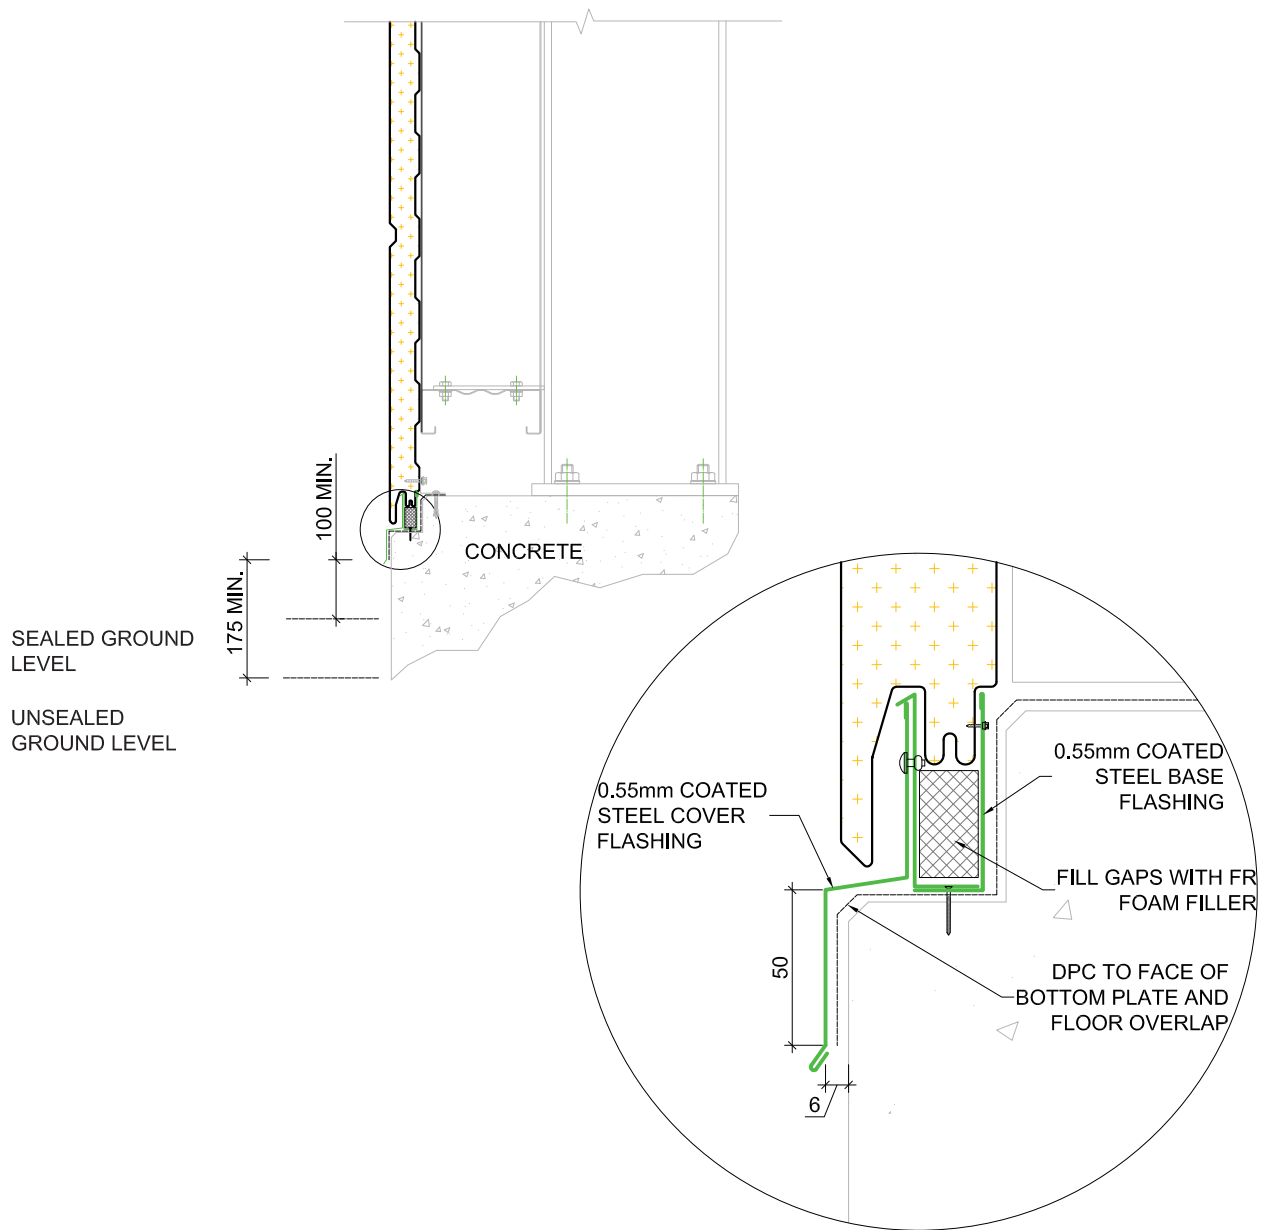 100 MIN.
CONCRETE
175 MIN.
SEALED GROUND
LEVEL
UNSEALED
GROUND LEVEL
0.55mm COATED
STEEL COVER
FLASHING
0.55mm COATED
STEEL BASE
FLASHING
FILL GAPS WITH FR
FOAM FILLER
50
DPC TO FACE OF
BOTTOM PLATE AND
FLOOR OVERLAP
6